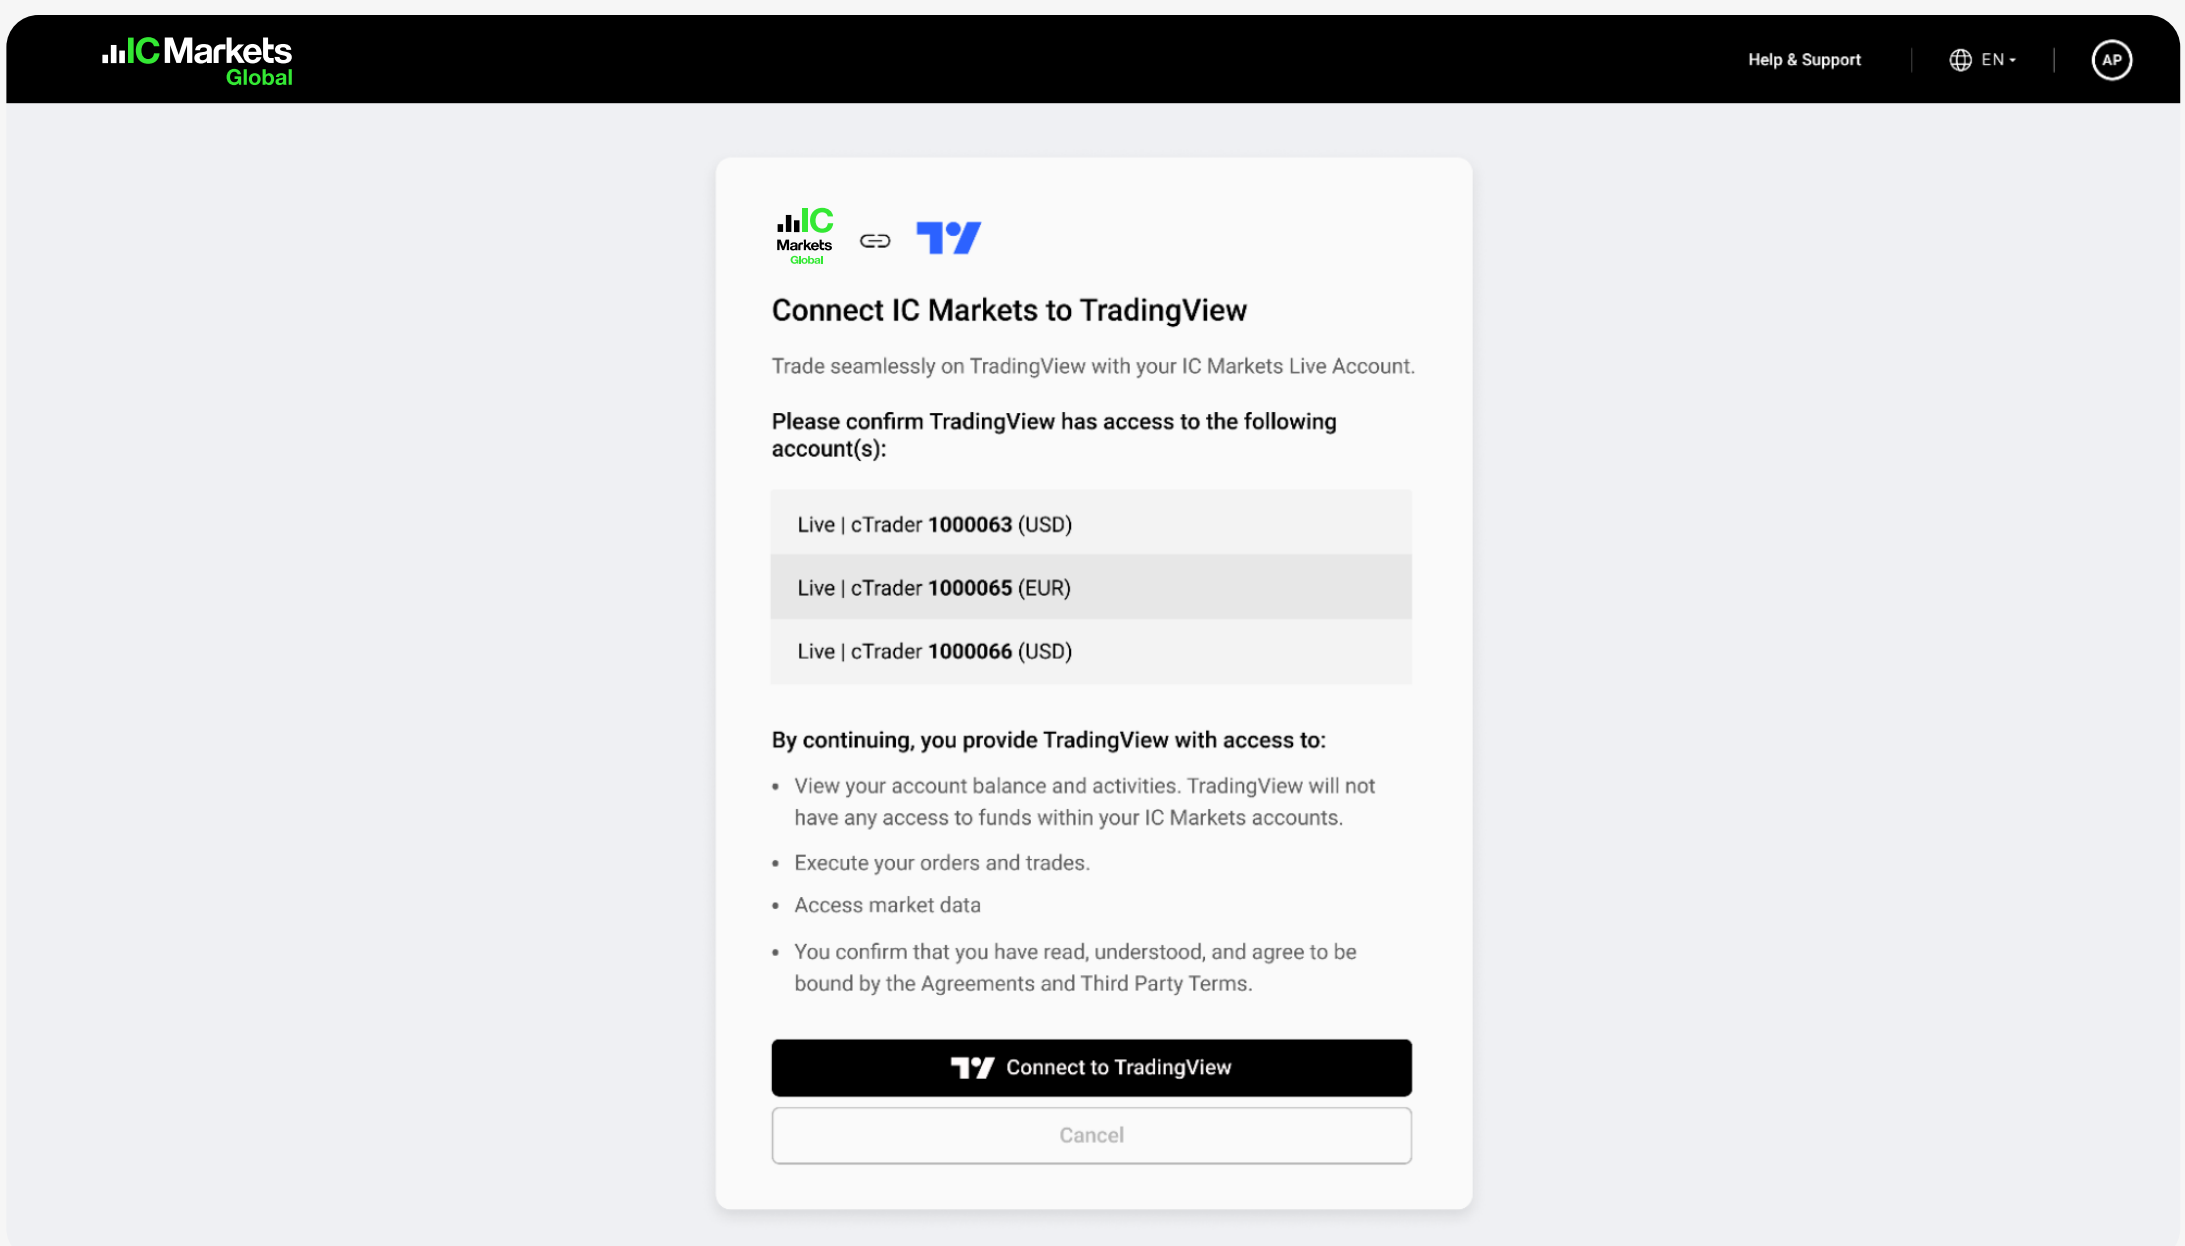 IC Markets
Global
Help & Support
EN
AP
IC
Markets
Global
Connect IC Markets to TradingView
Trade seamlessly on TradingView with your IC Markets Live Account.
Please confirm TradingView has access to the following
account(s):
Live | cTrader 1000063 (USD)
Live | cTrader 1000065 (EUR)
Live | cTrader 1000066 (USD)
By continuing, you provide TradingView with access to:
• View your account balance and activities. TradingView will not
have any access to funds within your IC Markets accounts.
• Execute your orders and trades.
• Access market data
• You confirm that you have read, understood, and agree to be
bound by the Agreements and Third Party Terms.
Connect to TradingView
Cancel